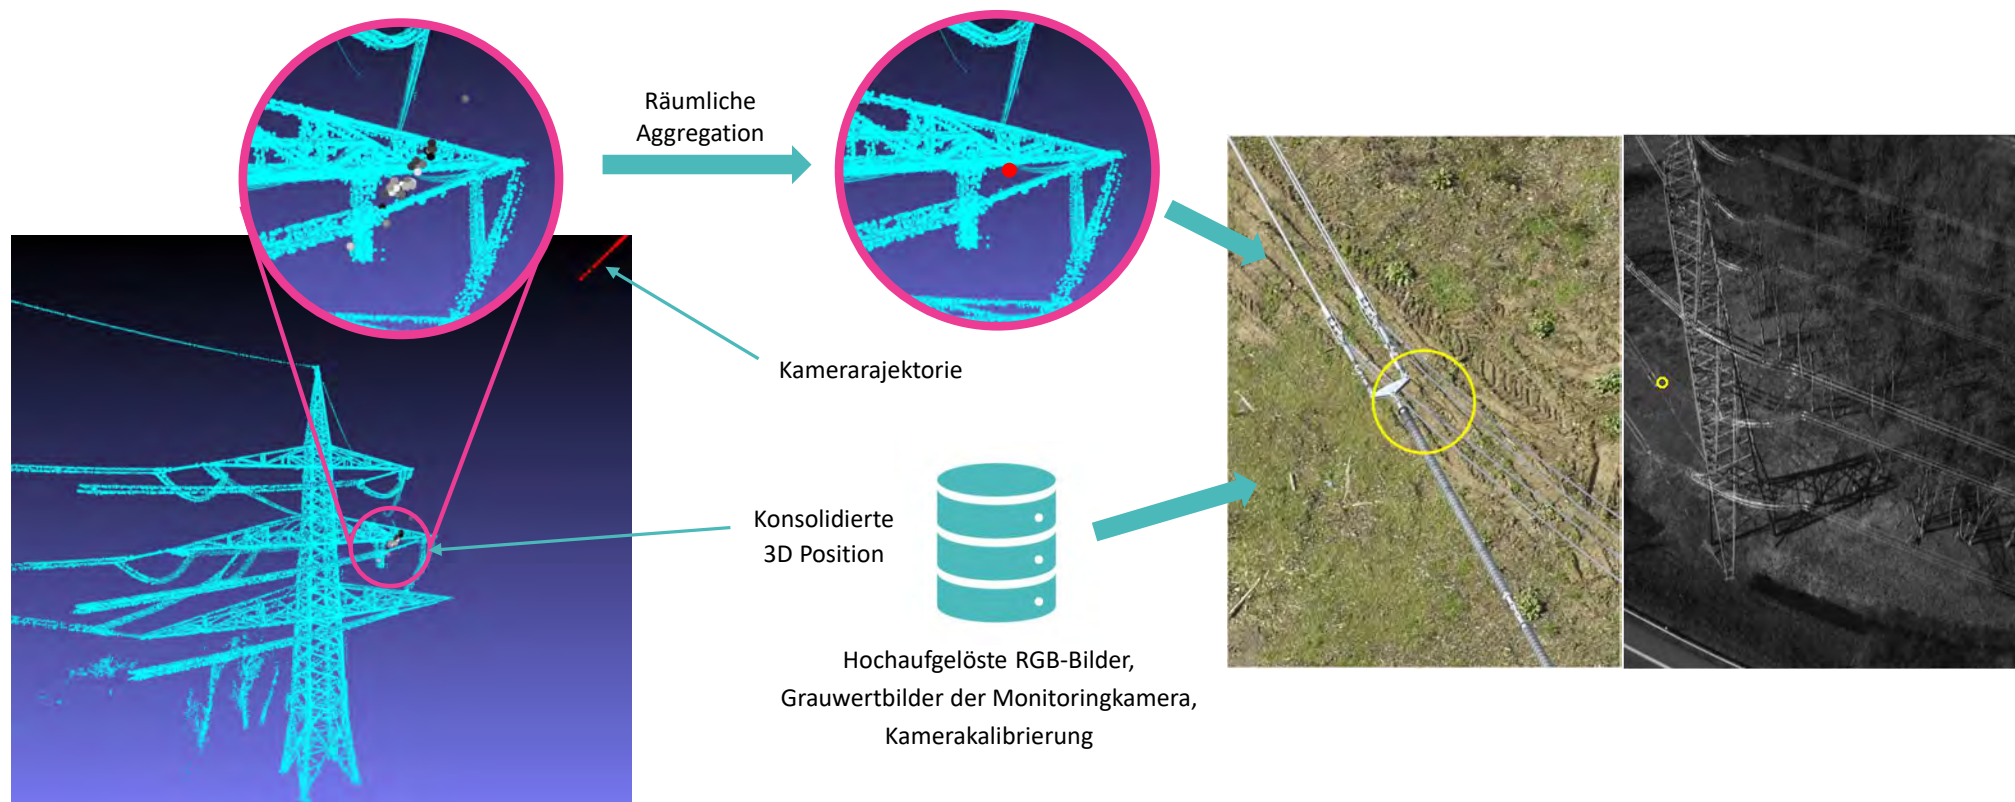 Räumliche
Aggregation
Kamerarajektorie
Konsolidierte
3D Position
Hochaufgelöste RGB-Bilder,
Grauwertbilder der Monitoringkamera,
Kamerakalibrierung